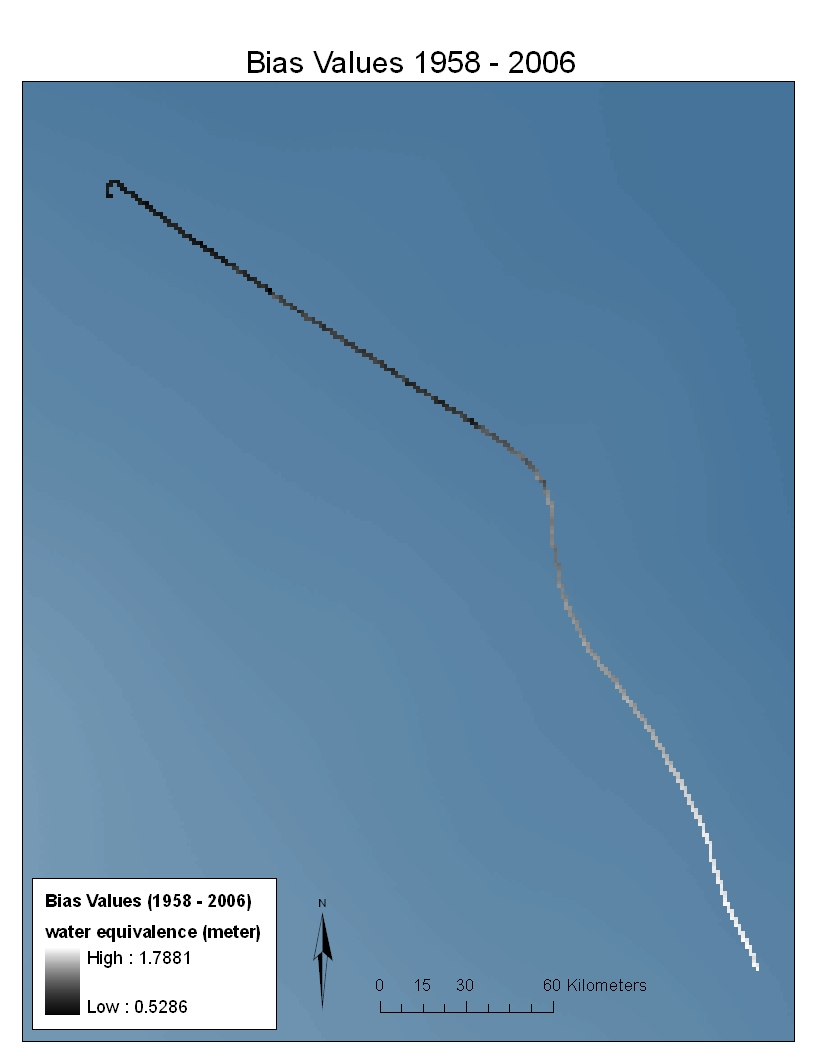 Bias Values 1958 - 2006
Bias Values (1958 - 2006)
water equivalence (meter)
High : 1.7881
Low : 0.5286
N
0 15 30 60 Kilometers